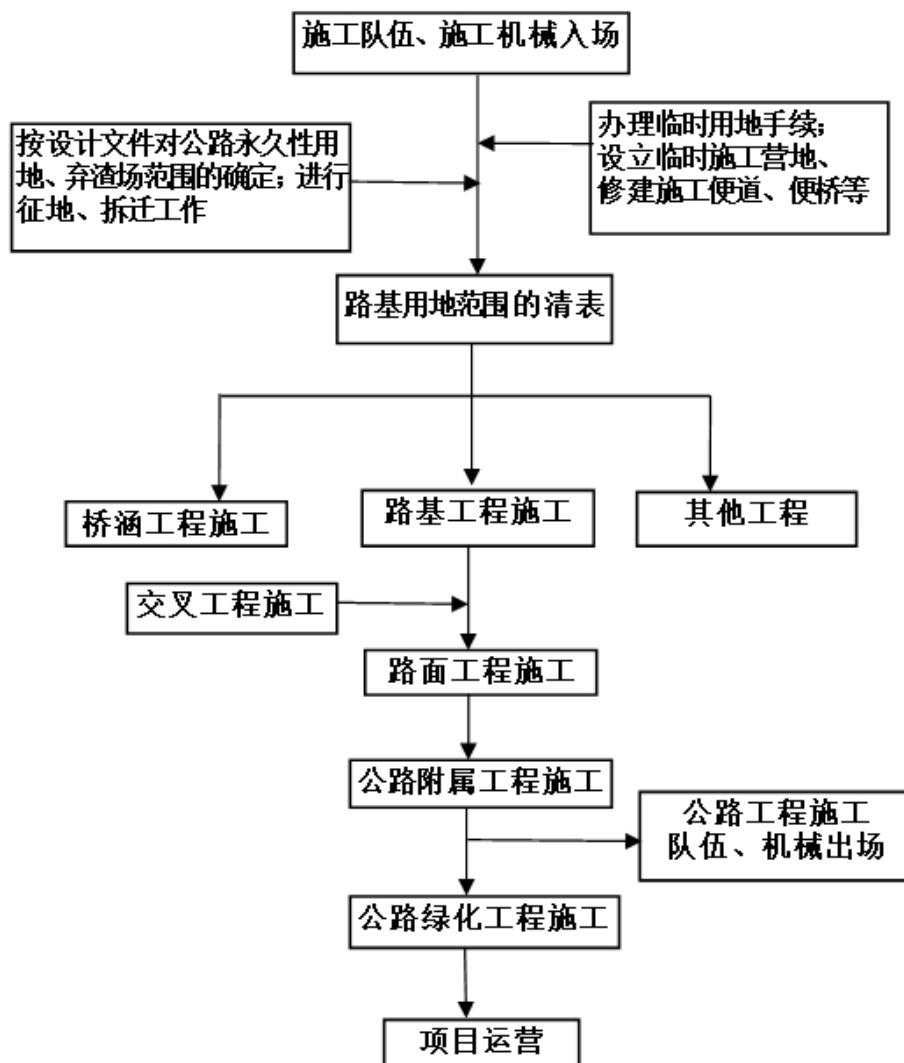 施工队伍、施工机械入场
按设计文件对公路永久性用
地、弃渣场范围的确定；进行
征地、拆迁工作
办理临时用地手续；
设立临时施工营地、
修建施工便道、便桥等
路基用地范围的清表
桥涵工程施工
路基工程施工
其他工程
交叉工程施工
路面工程施工
公路附属工程施工
公路工程施工
队伍、机械出场
公路绿化工程施工
项目运营